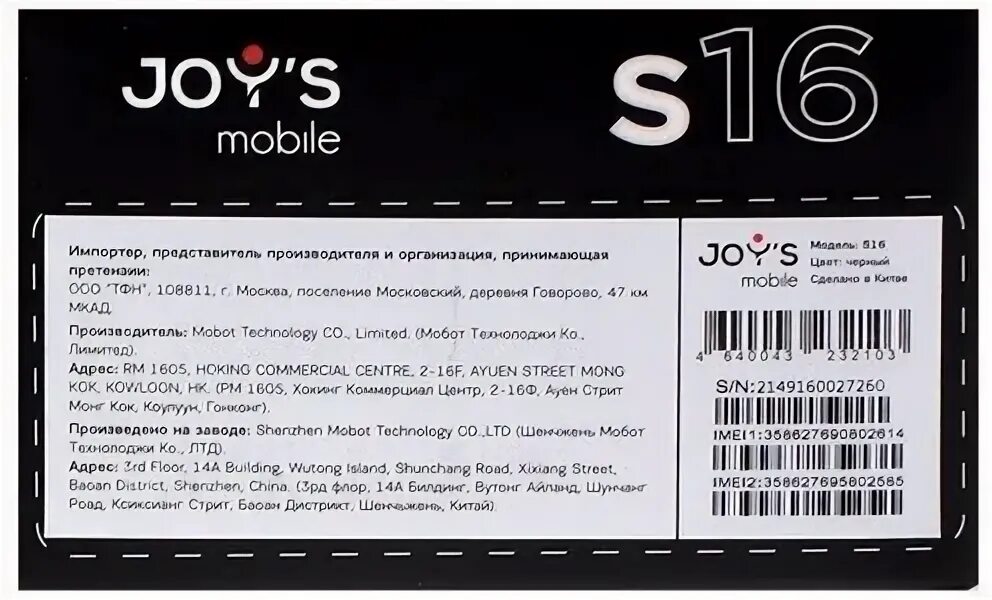 JOY'S
mobile
s16
Импортер, представитель производителя и организация, принимающая
претензии:
ООО "ТФН", 108811, г. Москва, поселение Московский, деревня Говорово, 47 км
МКАД
Производитель: Mobot Technology CO., Limited. (Мобот Технолоджи Ко.,
Лимитед).
Адрес: RM 1605, HOKING COMMERCIAL CENTRE, 2-16F, AYUEN STREET MONG
KOK, KOWLOON, HK. (РМ 1605, Хокинг Коммерциал Центр, 2-16Ф, Ауен Стрит
Монг Кок, Коулун, Гонконг).
Произведено на заводе: Shenzhen Mobot Technology CO.,LTD (Шенчжень Мобот
Технолоджи Ко., ЛТД)
Адрес: 3rd Floor, 14A Building, Wutong Island, Shunchang Road, Xixiang Street,
Baoan District, Shenzhen, China. (3рд флор, 14А Билдинг, Вутонг Айланд, Шунчанг
Роад, Ксиксианг Стрит, Баоан Дистрикт, Шенчжень, Китай)
JOY'S
mobile
Модель: S16
Цвет: черный
Сделано в Китае
4 640043 232103
S/N:2149160027260
IMEI1:358627690802614
IMEI2:358627695802585